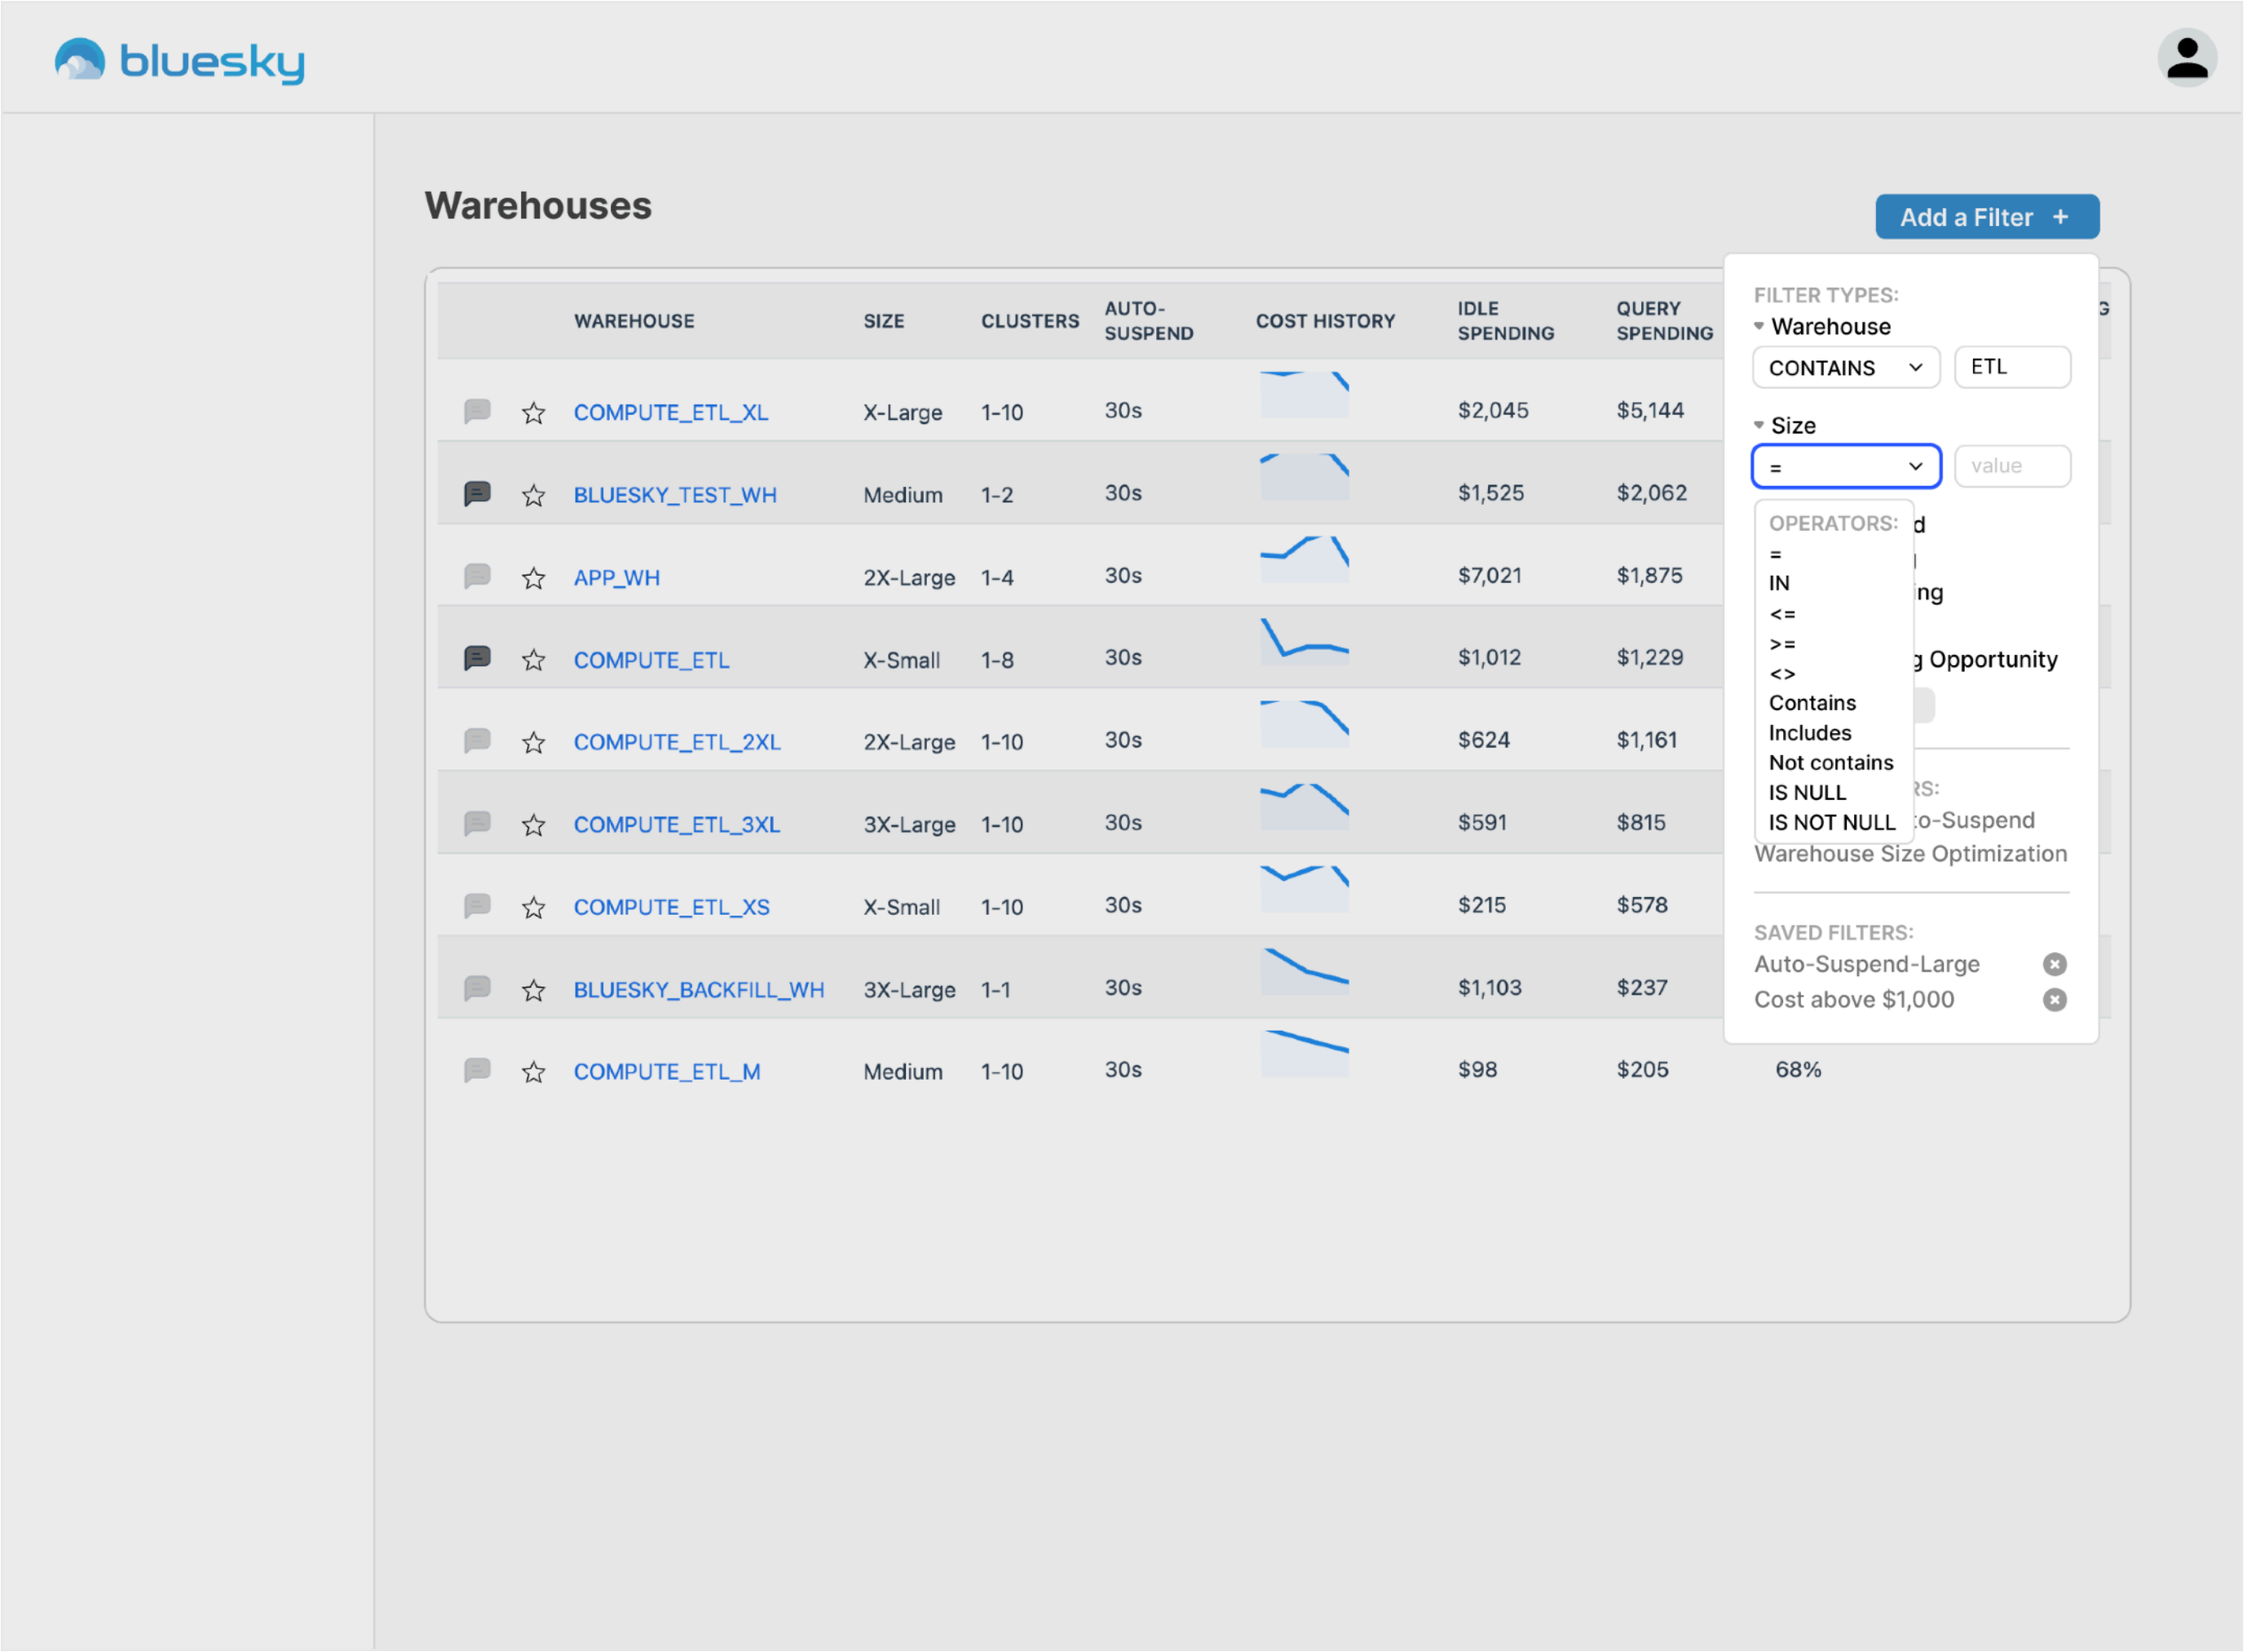 bluesky
Warehouses
Add a Filter +
WAREHOUSE SIZE CLUSTERS AUTO-SUSPEND COST HISTORY IDLE SPENDING QUERY SPENDING G
COMPUTE_ETL_XL X-Large 1-10 30s $2,045 $5,144
BLUESKY_TEST_WH Medium 1-2 30s $1,525 $2,062
APP_WH 2X-Large 1-4 30s $7,021 $1,875
COMPUTE_ETL X-Small 1-8 30s $1,012 $1,229
COMPUTE_ETL_2XL 2X-Large 1-10 30s $624 $1,161
COMPUTE_ETL_3XL 3X-Large 1-10 30s $591 $815
COMPUTE_ETL_XS X-Small 1-10 30s $215 $578
BLUESKY_BACKFILL_WH 3X-Large 1-1 30s $1,103 $237
COMPUTE_ETL_M Medium 1-10 30s $98 $205 68%
FILTER TYPES:
Warehouse
CONTAINS ETL
Size
= value
OPERATORS: d
=
IN
ing
<=
>=
g Opportunity
<>
Contains
Includes
Not contains
RS:
IS NULL
IS NOT NULL to-Suspend
Warehouse Size Optimization
SAVED FILTERS:
Auto-Suspend-Large
Cost above $1,000